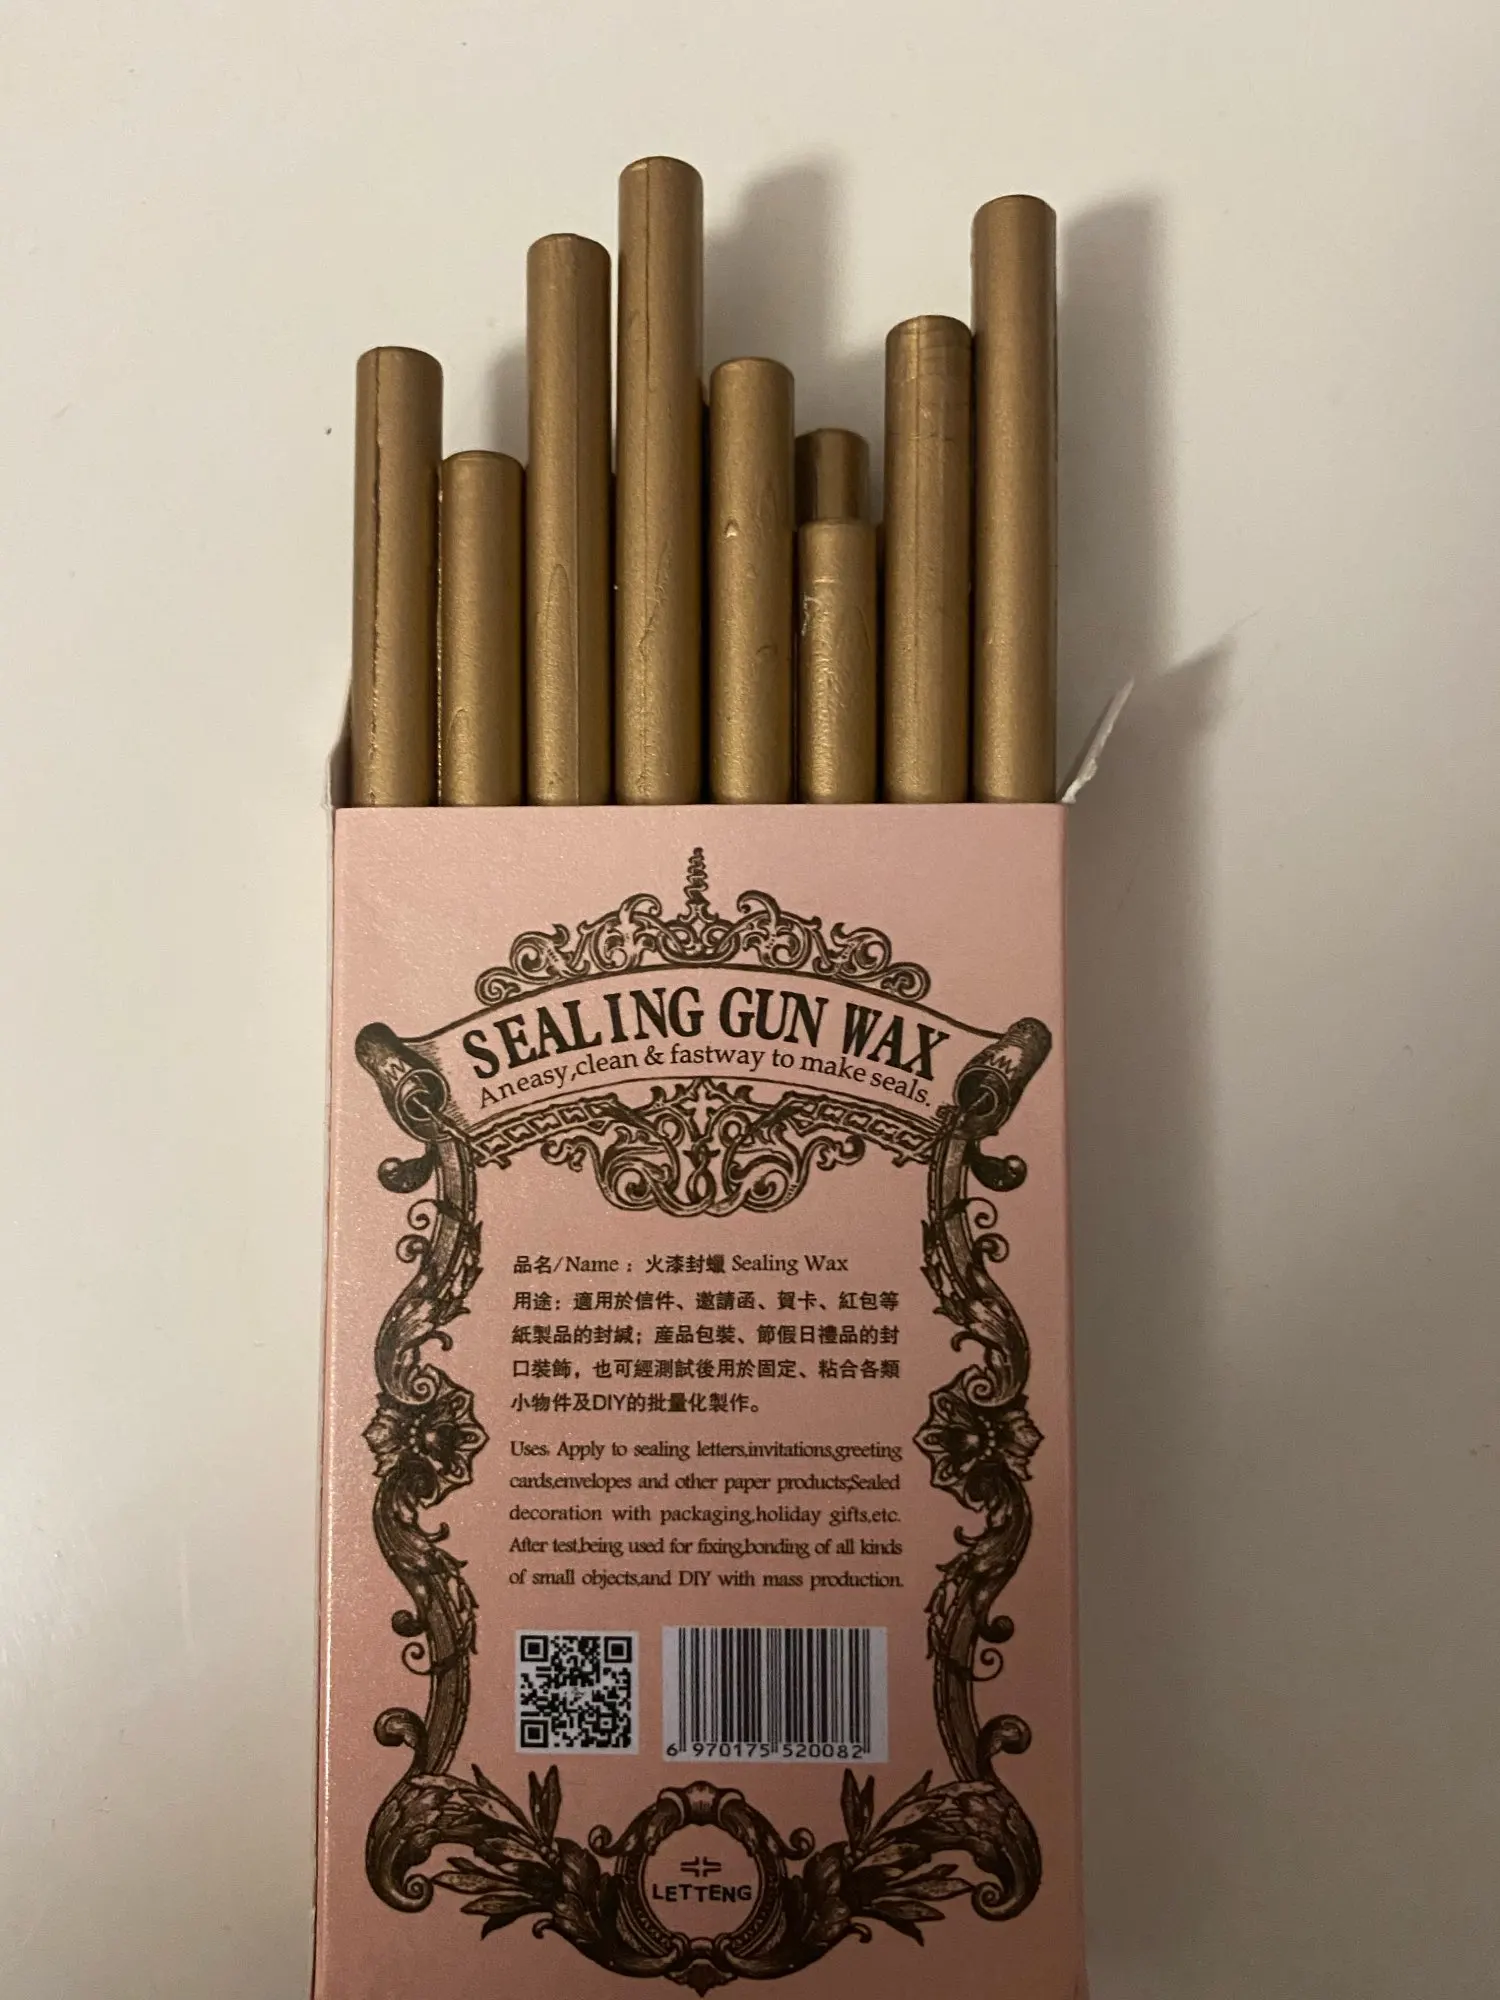 SEALING GUN WAX
An easy,clean & fastway to make seals.
品名/Name：火漆封蠟 Sealing Wax
用途：適用於信件、邀請函、賀卡、紅包等
紙製品的封緘；産品包裝、節假日禮品的封
口裝飾，也可經測試後用於固定、粘合各類
小物件及DIY的批量化製作。
Uses: Apply to sealing letters,invitations,greeting
cards,envelopes and other paper products;Sealed
decoration with packaging,holiday gifts,etc.
After test,being used for fixing,bonding of all kinds
of small objects,and DIY with mass production.
6 970175 520082
LETTENG